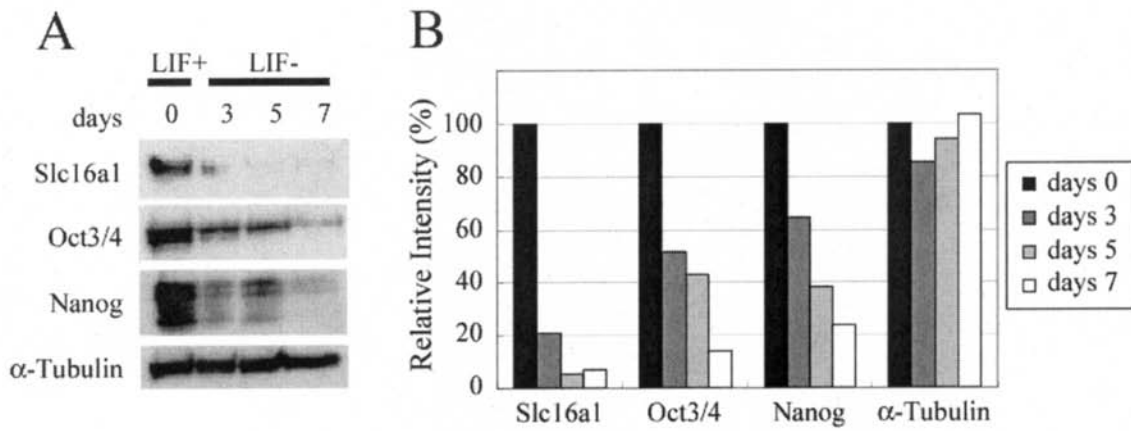 A
LIF+ LIF-
days 0 3 5 7
Slc16a1
Oct3/4
Nanog
α-Tubulin
B
Relative Intensity (%)
100
80
60
40
20
0
Slc16a1 Oct3/4 Nanog α-Tubulin
days 0
days 3
days 5
days 7